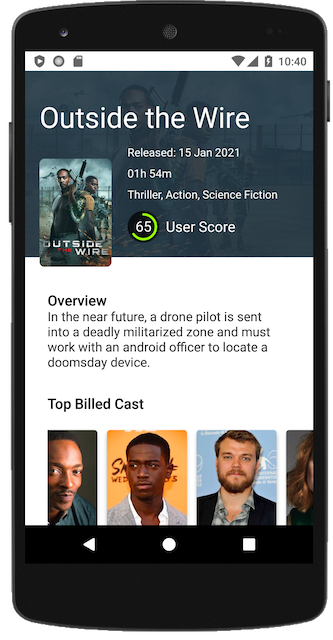 10:40
Outside the Wire
Released: 15 Jan 2021
01h 54m
Thriller, Action, Science Fiction
65 User Score
OUTSIDE
THE WIRE
Overview
In the near future, a drone pilot is sent
into a deadly militarized zone and must
work with an android officer to locate a
doomsday device.
Top Billed Cast